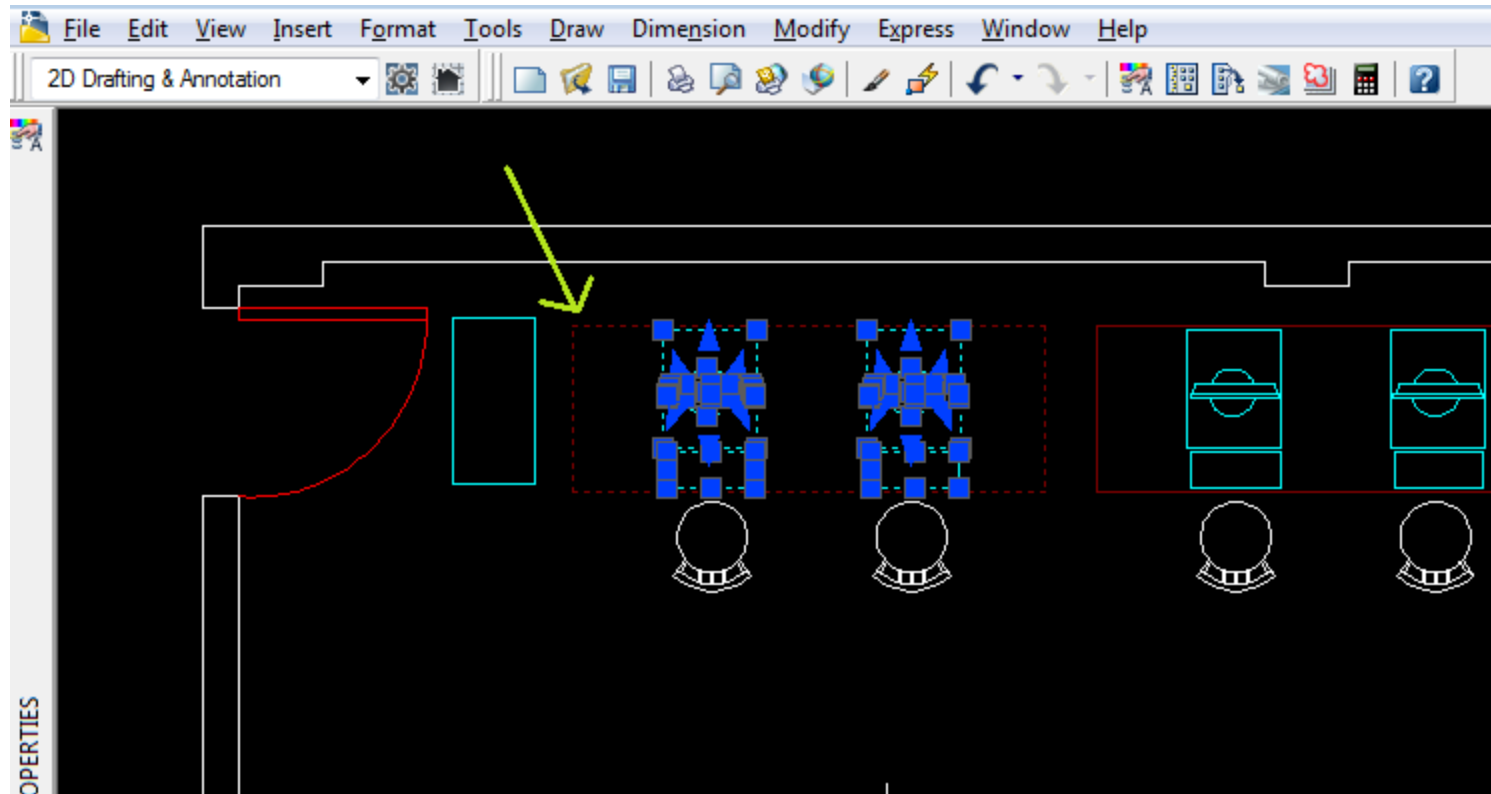 File Edit View Insert Format Tools Draw Dimension Modify Express Window Help
2D Drafting & Annotation
OPERTIES